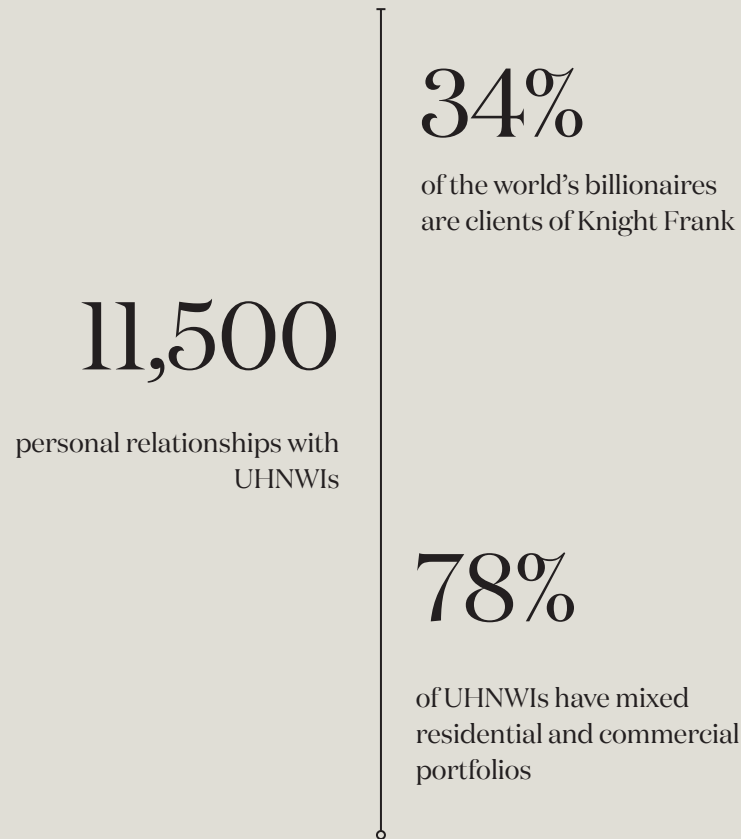 34%
of the world’s billionaires
are clients of Knight Frank
11,500
personal relationships with
UHNWIs
78%
of UHNWIs have mixed
residential and commercial
portfolios